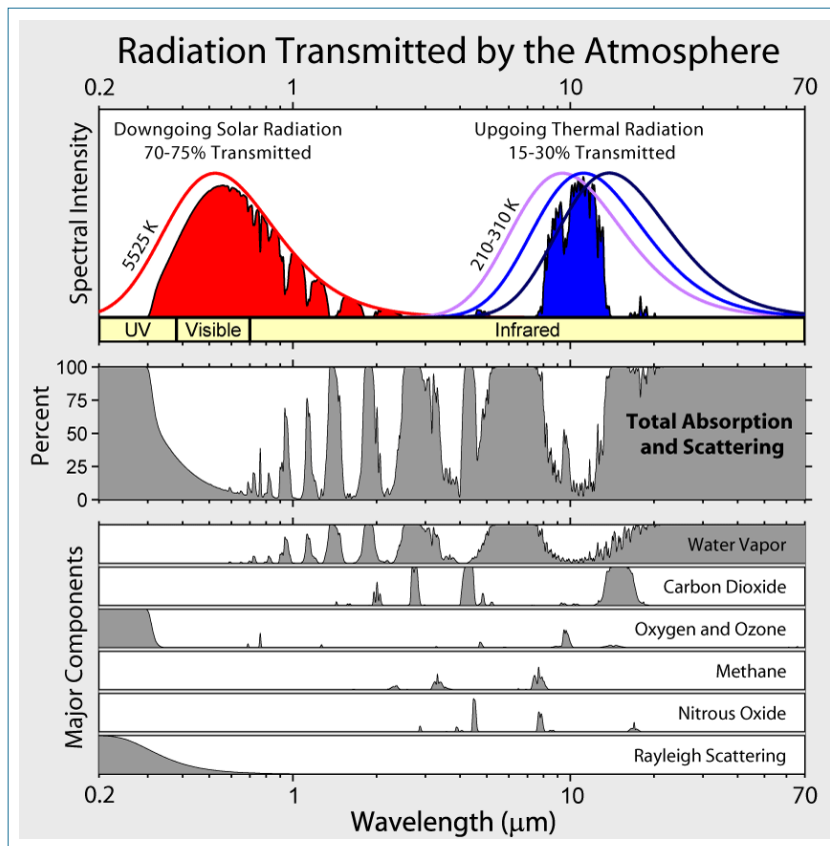 Radiation Transmitted by the Atmosphere
0.2 1 10 70
Downgoing Solar Radiation
70-75% Transmitted
Upgoing Thermal Radiation
15-30% Transmitted
Spectral Intensity
5525 K
210-310 K
UV Visible Infrared
Percent
100
75
50
25
0
Total Absorption
and Scattering
Major Components
Water Vapor
Carbon Dioxide
Oxygen and Ozone
Methane
Nitrous Oxide
Rayleigh Scattering
0.2 1 10 70
Wavelength (μm)